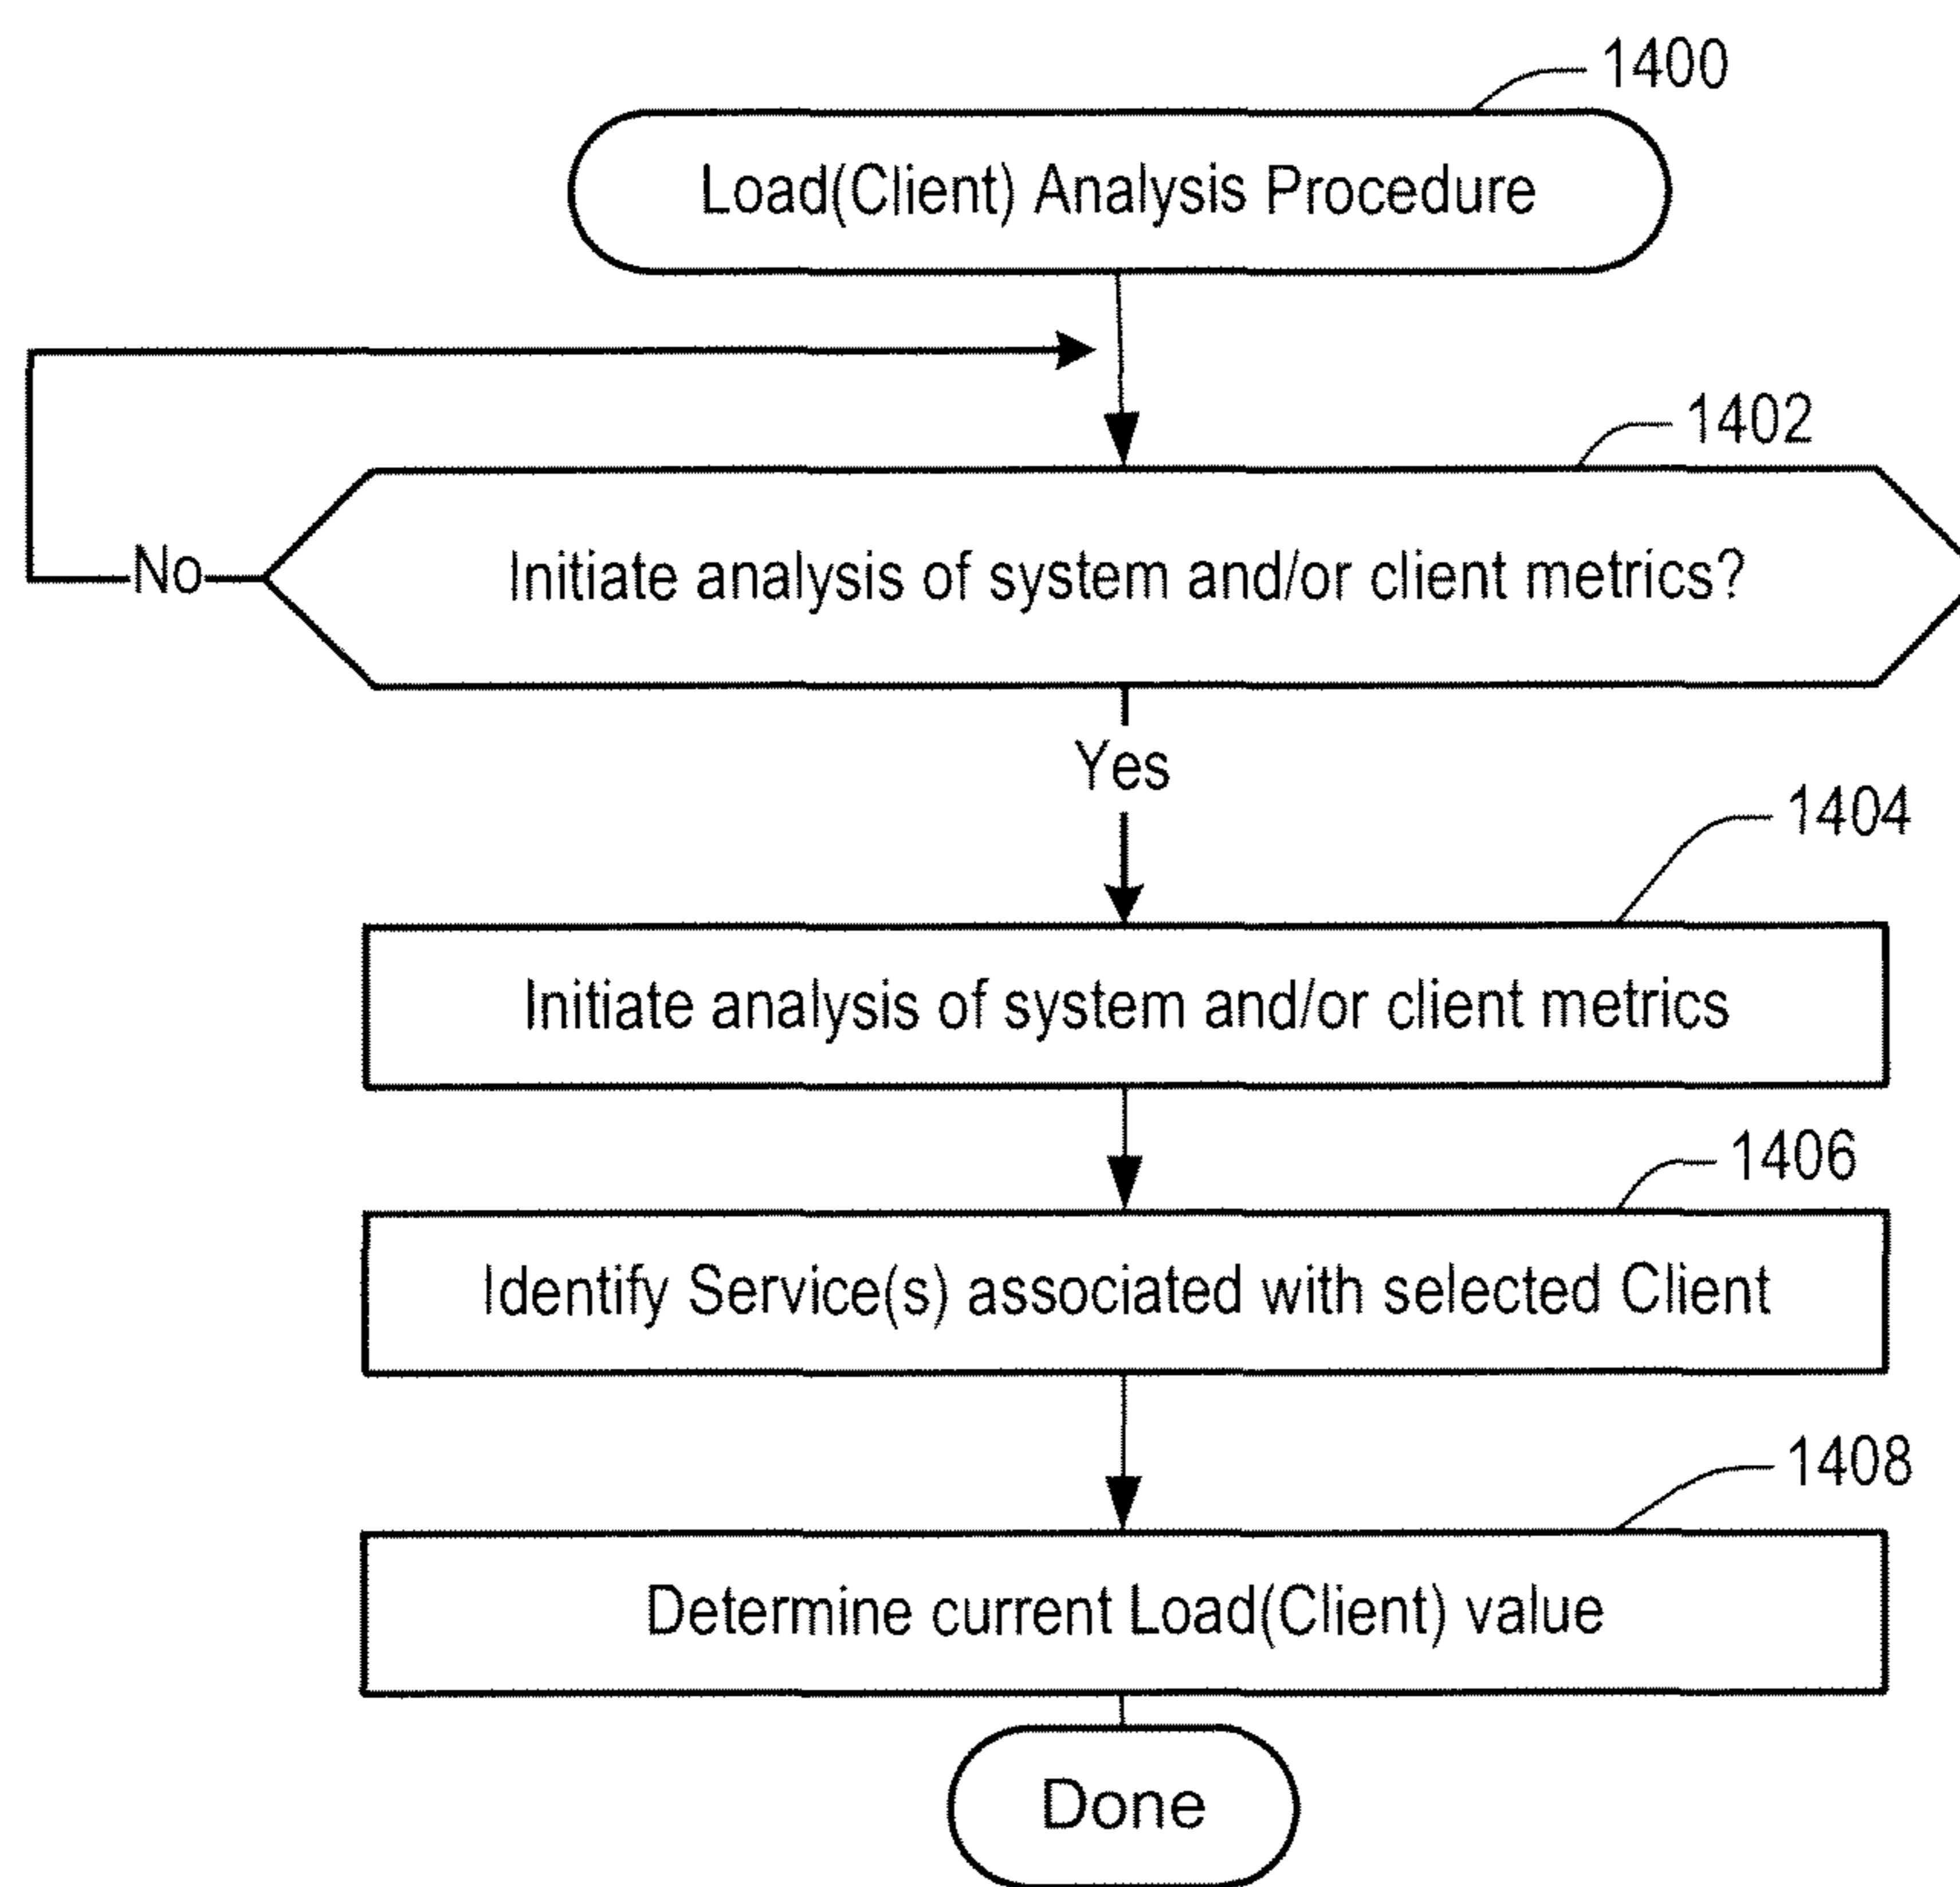 1400
Load(Client) Analysis Procedure
1402
No
Initiate analysis of system and/or client metrics?
Yes
1404
Initiate analysis of system and/or client metrics
1406
Identify Service(s) associated with selected Client
1408
Determine current Load(Client) value
Done